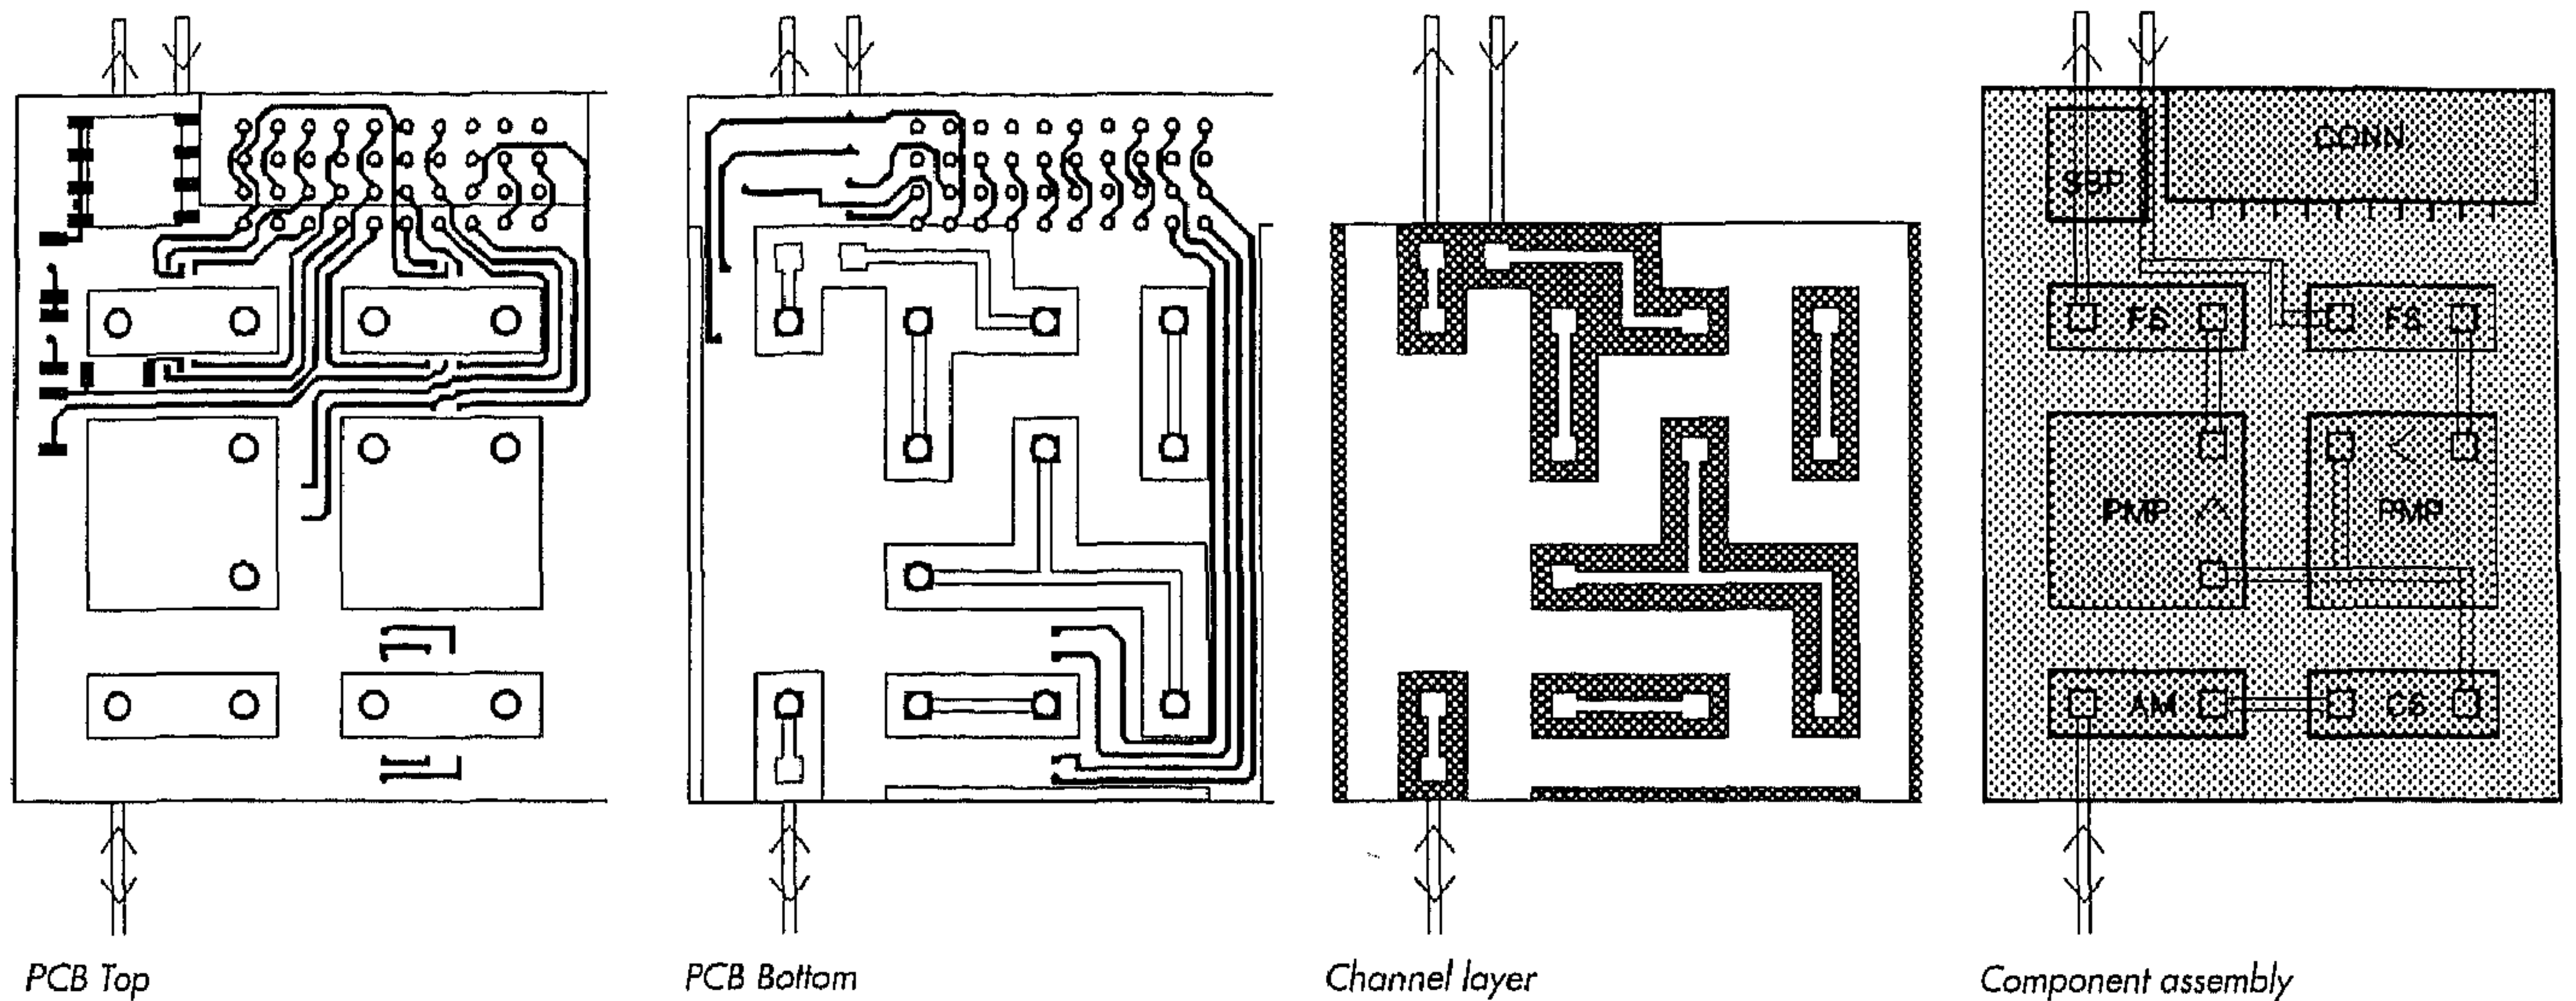 CONN
SBP
FS
FS
PMP
PMP
AM
CS
PCB Top
PCB Bottom
Channel layer
Component assembly